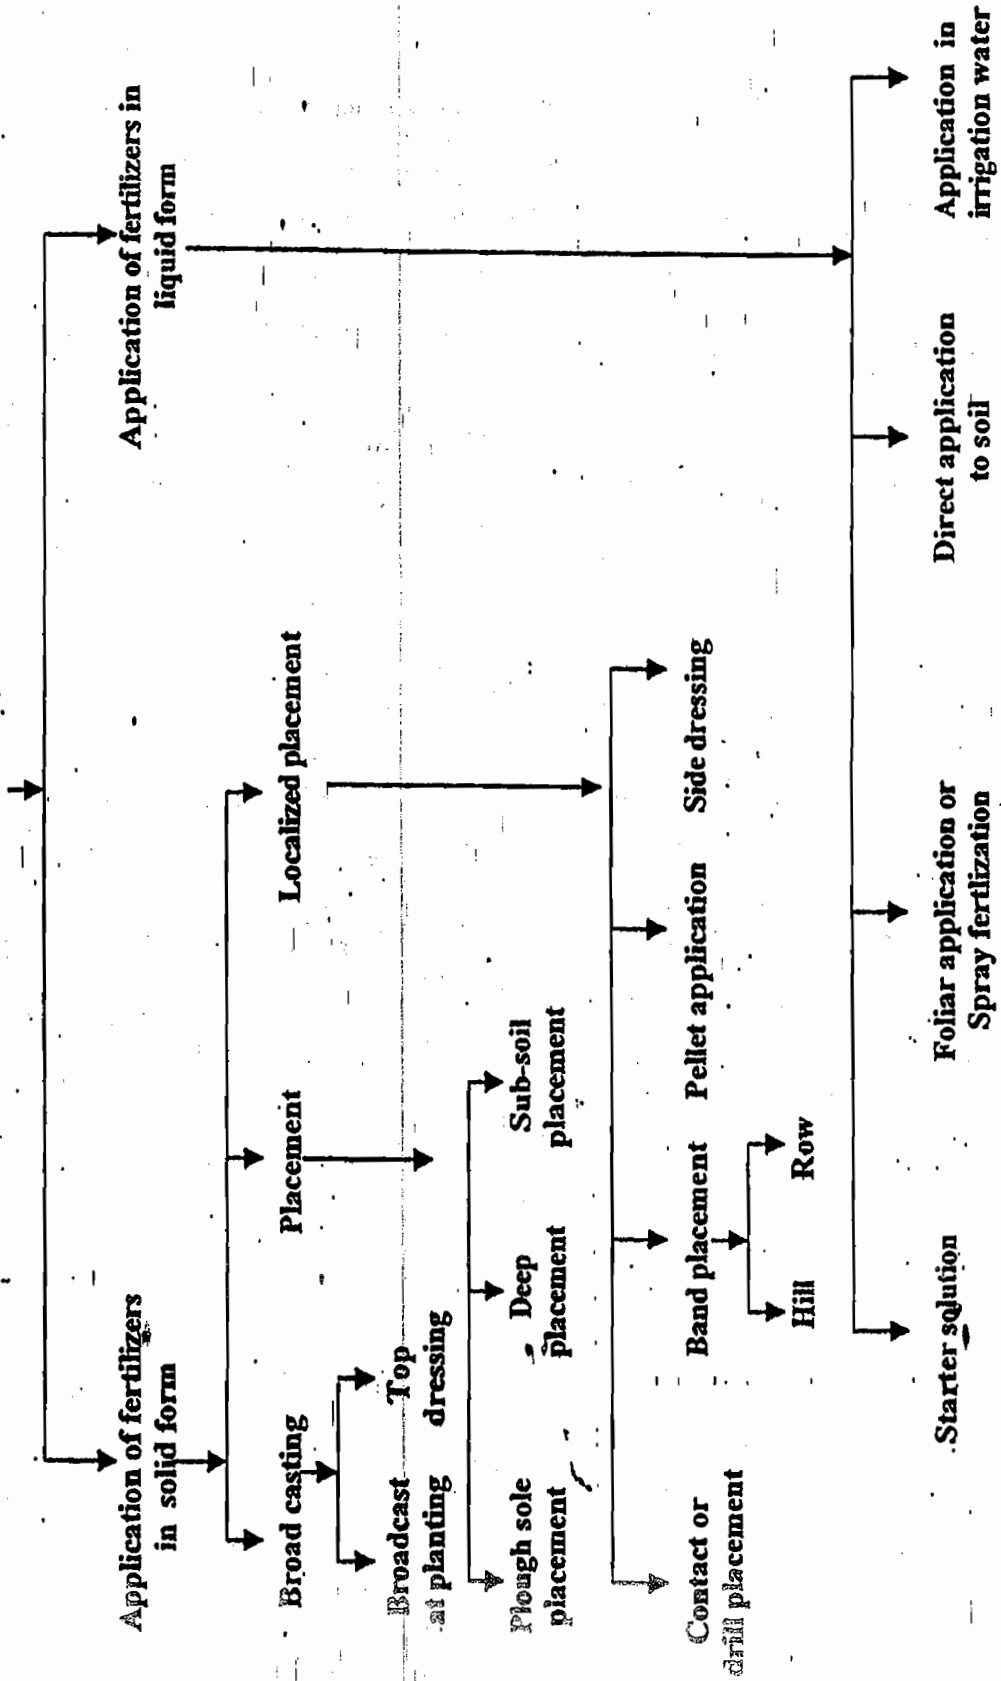 Application of fertilizers
in solid form
Application of fertilizers in
liquid form
Broad casting
Placement
Localized placement
Broadcast
at planting
Top
dressing
Plough sole
placement
Deep
placement
Sub-soil
placement
Contact or
drill placement
Band placement
Pellet application
Side dressing
Hill
Row
Starter solution
Foliar application or
Spray fertlization
Direct application
to soil
Application in
irrigation water